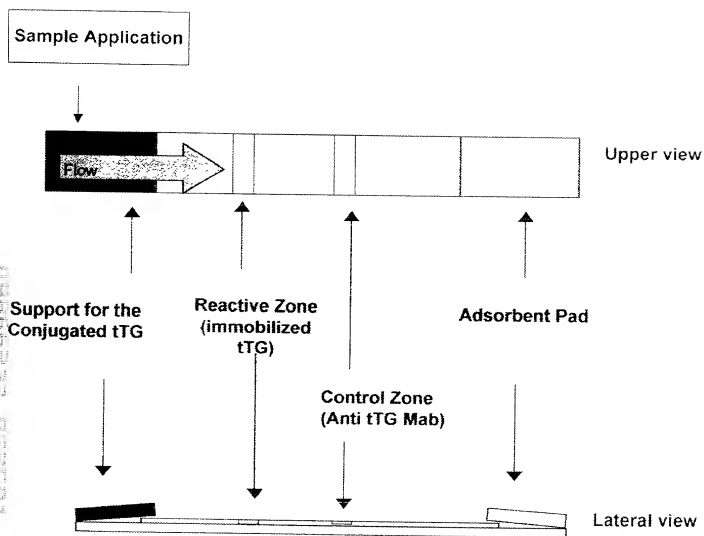 Sample Application
Flow
Upper view
Support for the
Conjugated tTG
Reactive Zone
(immobilized
tTG)
Adsorbent Pad
Control Zone
(Anti tTG Mab)
Lateral view